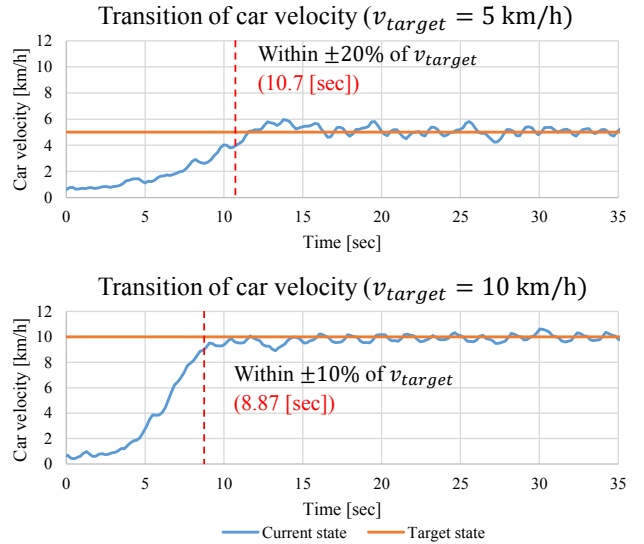 Transition of car velocity (v_target = 5 km/h)
Car velocity [km/h]
12
10
8
6
4
2
0
Within ±20% of v_target
(10.7 [sec])
0 5 10 15 20 25 30 35
Time [sec]
Transition of car velocity (v_target = 10 km/h)
Car velocity [km/h]
12
10
8
6
4
2
0
Within ±10% of v_target
(8.87 [sec])
0 5 10 15 20 25 30 35
Time [sec]
Current state Target state